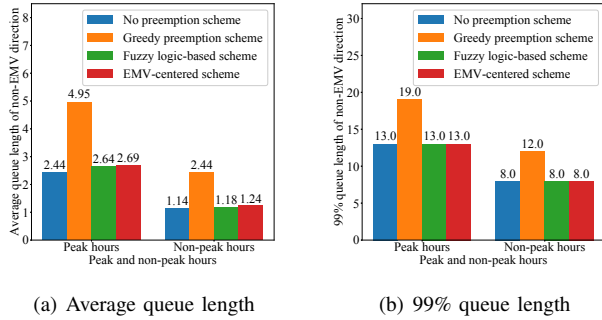 Average queue length of non-EMV direction
8
7
6
5
4
3
2
1
0
No preemption scheme
Greedy preemption scheme
Fuzzy logic-based scheme
EMV-centered scheme
2.44
4.95
2.64
2.69
1.14
2.44
1.18
1.24
Peak hours
Non-peak hours
Peak and non-peak hours
(a) Average queue length
99% queue length of non-EMV direction
30
25
20
15
10
5
0
No preemption scheme
Greedy preemption scheme
Fuzzy logic-based scheme
EMV-centered scheme
13.0
19.0
13.0
13.0
8.0
12.0
8.0
8.0
Peak hours
Non-peak hours
Peak and non-peak hours
(b) 99% queue length